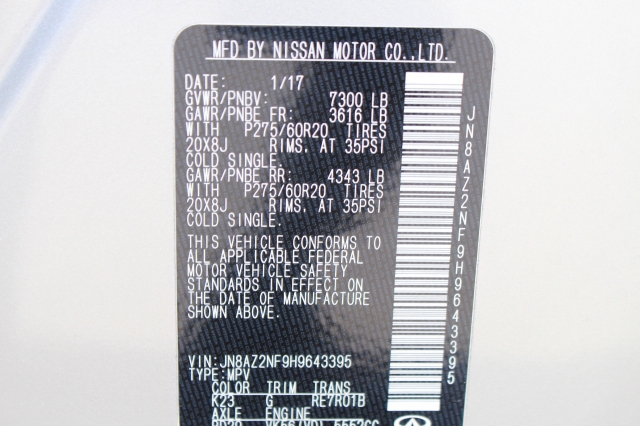 MFD BY NISSAN MOTOR CO.,LTD.
DATE: 1/17
GVWR/PNBV: 7300 LB
GAWR/PNBE FR: 3616 LB
WITH P275/60R20 TIRES
20X8J RIMS, AT 35PSI
COLD SINGLE.
GAWR/PNBE RR: 4343 LB
WITH P275/60R20 TIRES
20X8J RIMS, AT 35PSI
COLD SINGLE.
THIS VEHICLE CONFORMS TO
ALL APPLICABLE FEDERAL
MOTOR VEHICLE SAFETY
STANDARDS IN EFFECT ON
THE DATE OF MANUFACTURE
SHOWN ABOVE.
VIN:JN8AZ2NF9H9643395
TYPE:MPV
COLOR TRIM TRANS
K23 G RE7R01B
AXLE ENGINE
5552CC
JN8AZ2NF9H9643395